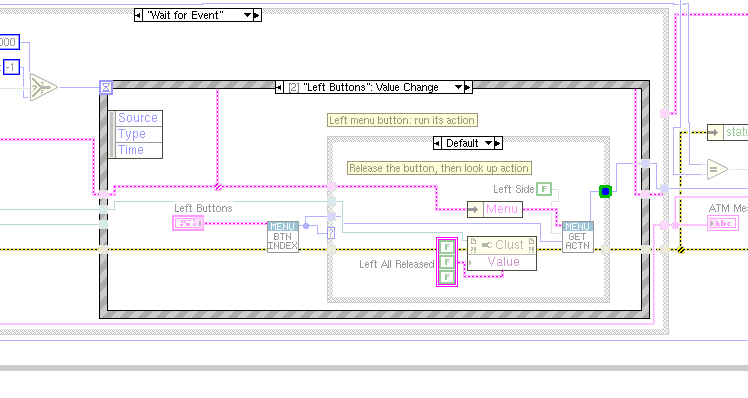 "Wait for Event"
000
-1
[2] "Left Buttons": Value Change
Source
Type
Time
Left menu button: run its action
Default
Release the button, then look up action
Left Side
F
Menu
Left Buttons
MENU
BTN
INDEX
?
MENU
GET
ACTN
Clust
Value
Left All Released
F
F
F
statu
=
ATM Me
abc